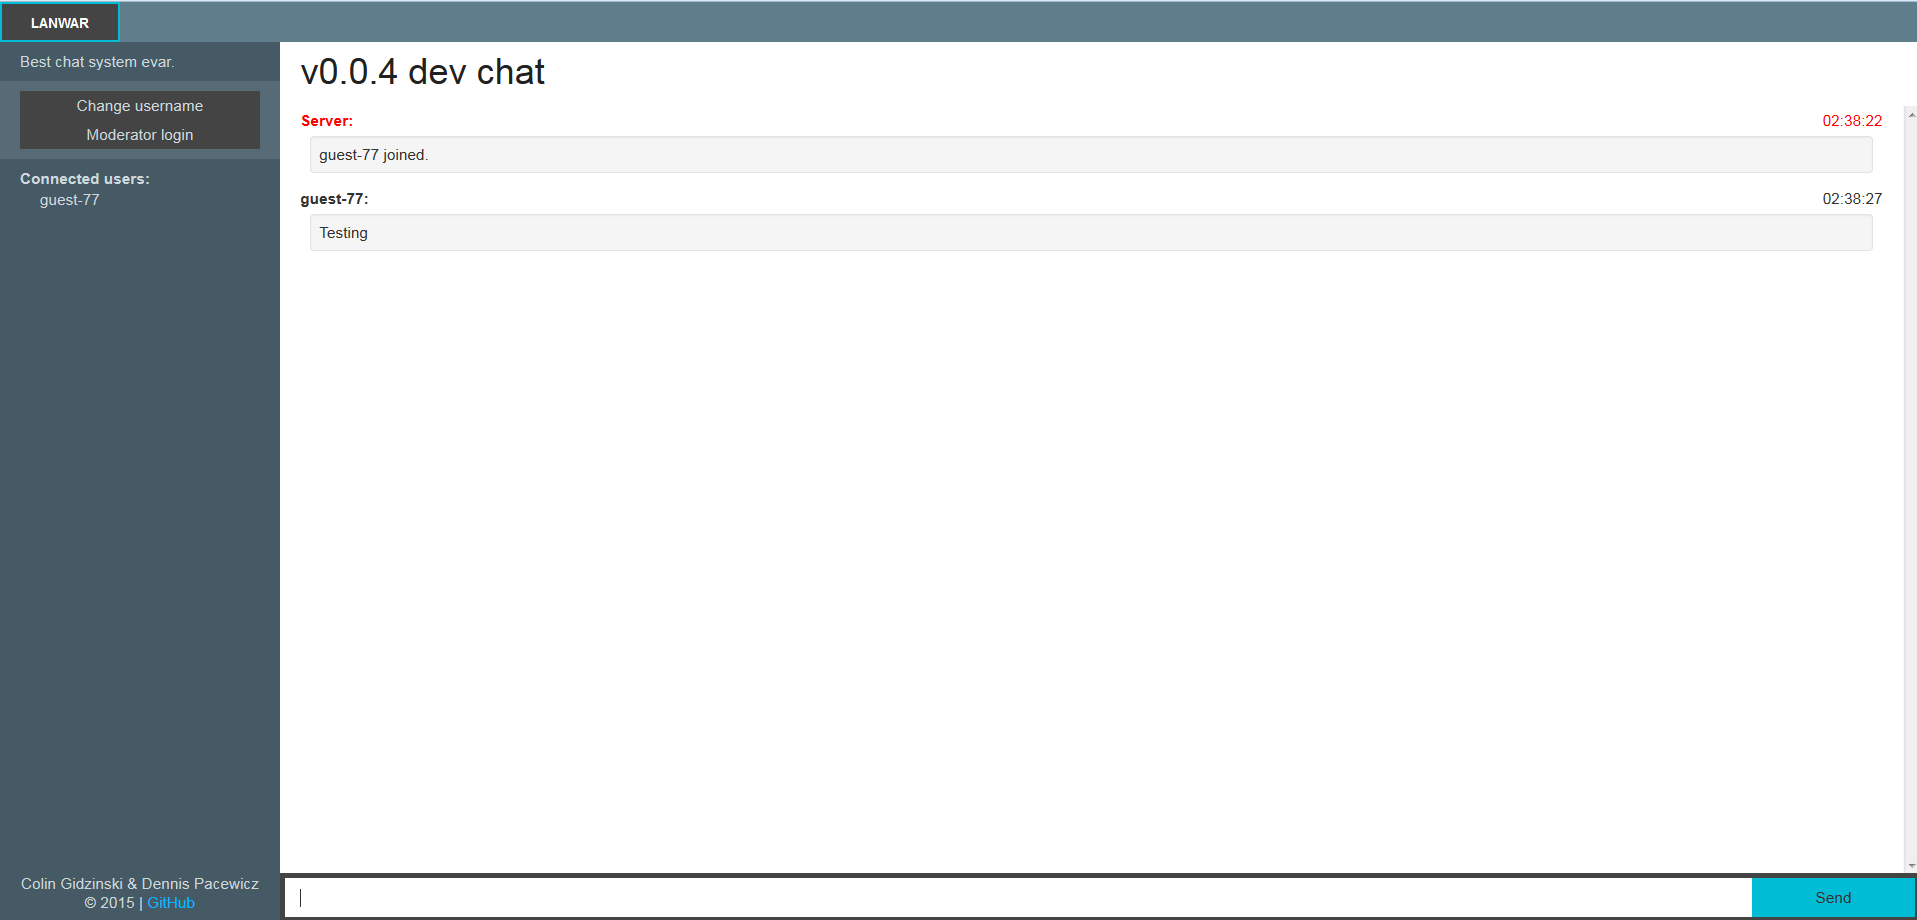 LANWAR
Best chat system evar.
Change username
Moderator login
Connected users:
guest-77
Colin Gidzinski & Dennis Pacewicz
© 2015 | GitHub
v0.0.4 dev chat
Server: 02:38:22
guest-77 joined.
guest-77: 02:38:27
Testing
Send